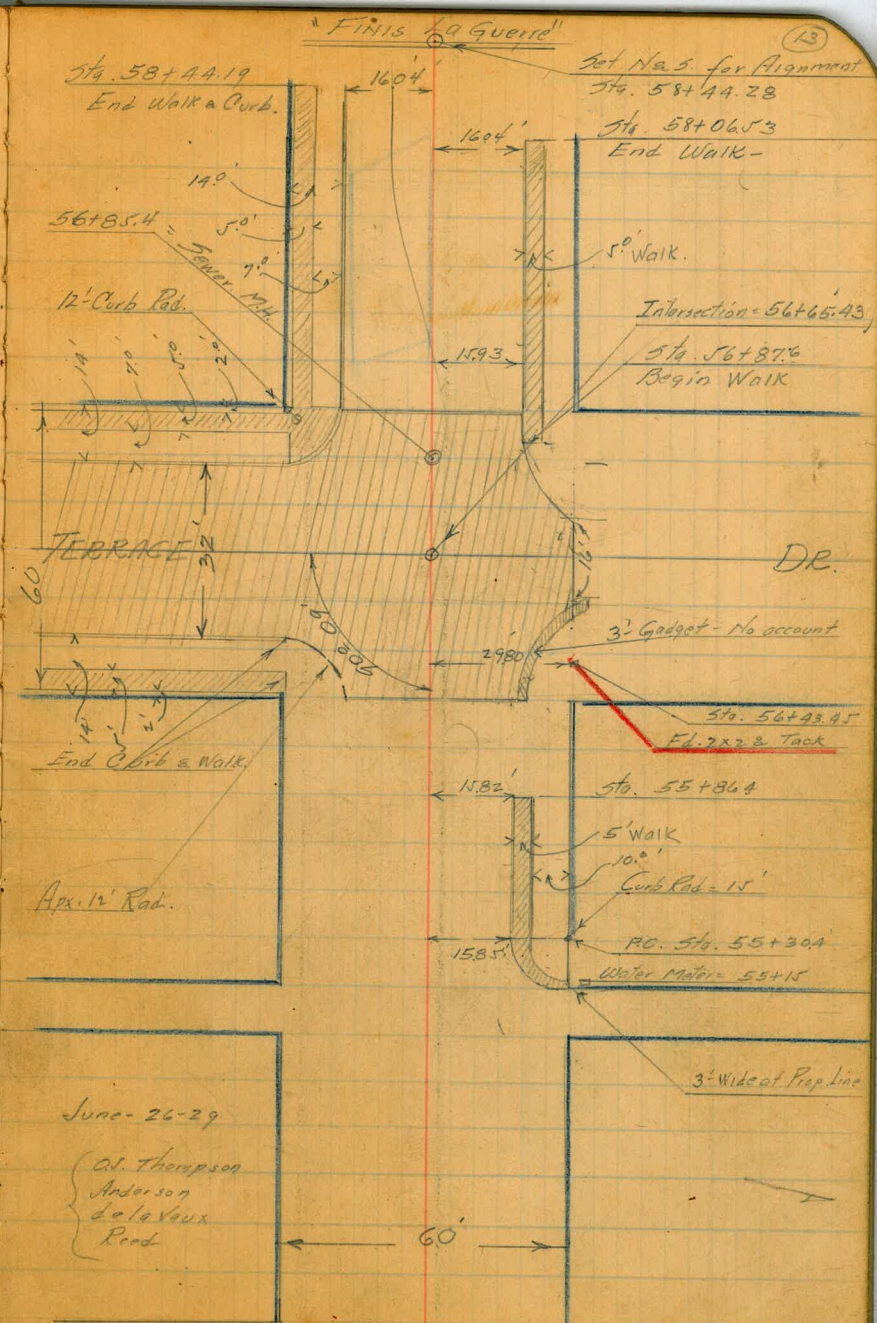 "Finis La Guerre"
13
Sta. 58+44.19
End Walk & Curb.
Set N & S. for Alignment
Sta. 58+44.28
16.04'
16.04'
Sta. 58+06.53
End Walk-
14.0'
5.0'
7.0'
56+85.4
Sewer M.H.
5.0' Walk.
12'-Curb Rad.
Intersection = 56+65.43
15.93
Sta. 56+87.6
Begin Walk
14'
7.0'
5.0'
2.0'
TERRACE
32'
60'
DR.
90°09'
3'-Gadget - No account
29.80'
14'
5'
2'
Sta. 56+43.45
Fd. 2x2 & Tack
End Curb & Walk
15.82'
Sta. 55+86.4
5' Walk
10.0'
Curb Rad = 15'
Apx. 12' Rad.
15.85'
P.C. Sta. 55+30.4
Water Meter = 55+15
3' Wide at Prop. Line
June- 26-29
O.S. Thompson
Anderson
de la Vaux
Reed
60'